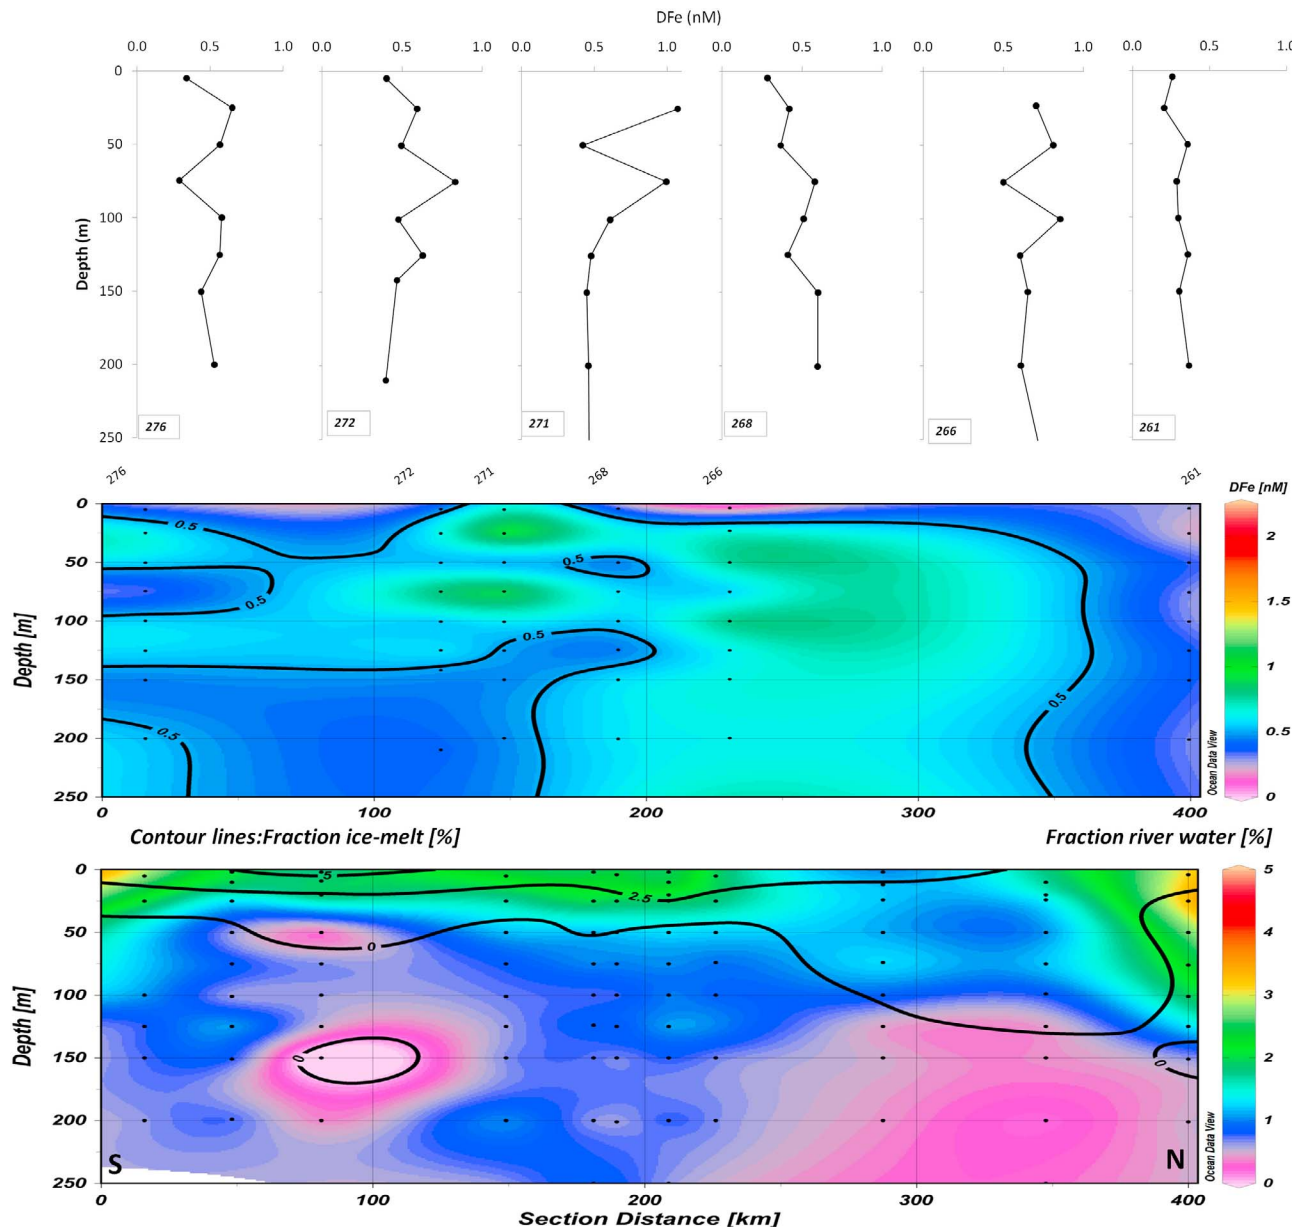 DFe (nM)
0.0 0.5 1.0 0.0 0.5 1.0 0.0 0.5 1.0 0.0 0.5 1.0 0.0 0.5 1.0 0.0 0.5 1.0
0
50
100
150
200
250
Depth (m)
276 272 271 268 266 261
276 272 271 268 266 261
DFe [nM]
0
50
100
150
200
250
Depth [m]
0.5
0.5
0.5
0.5
0.5
0.5
0 100 200 300 400
2
1.5
1
0.5
0
Ocean Data View
Contour lines:Fraction ice-melt [%] Fraction river water [%]
0
50
100
150
200
250
Depth [m]
5
2.5
0
0
0
S N
5
4
3
2
1
0
Ocean Data View
0 100 200 300 400
Section Distance [km]